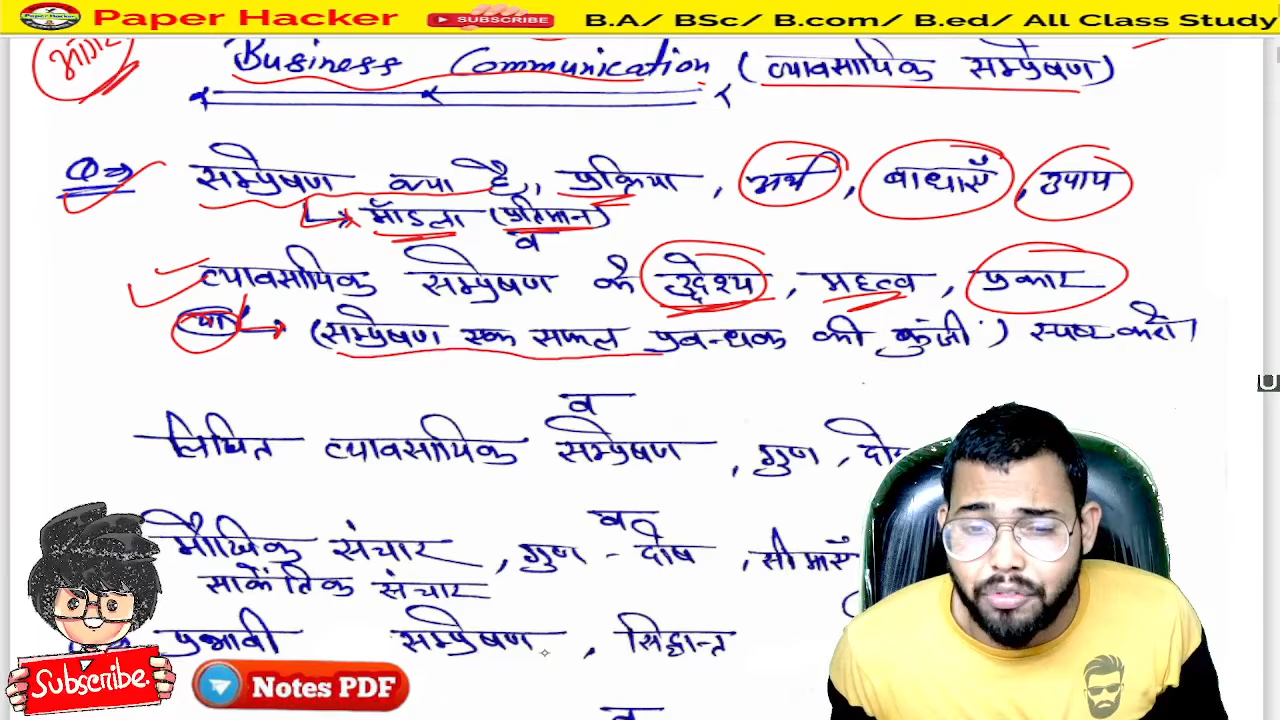 Paper Hacker SUBSCRIBE B.A/ BSc/ B.com/ B.ed/ All Class Study
Business Communication (व्यावसायिक सम्प्रेषण)
Q⇒ सम्प्रेषण क्या है, प्रक्रिया, अर्थ, बाधाएँ, उपाय
↳ मॉडल (प्रतिमान)
व
व्यावसायिक सम्प्रेषण के उद्देश्य, महत्व, प्रकार
या → (सम्प्रेषण एक सफल प्रबन्धक की कुंजी) स्पष्ट करो।
व
लिखित व्यावसायिक सम्प्रेषण, गुण,
व
मौखिक संचार, गुण - दोष, सीमाएँ
सांकेतिक संचार
प्रभावी सम्प्रेषण, सिद्धान्त
व
Subscribe.
Notes PDF